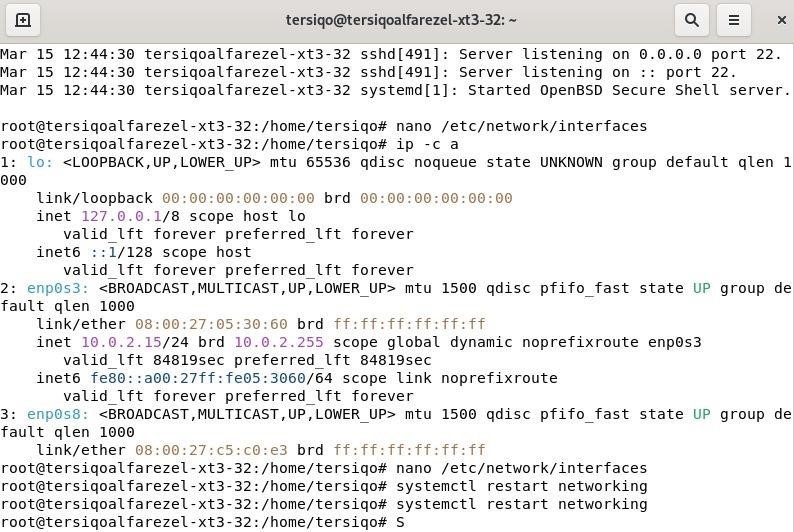 tersiqo@tersiqoalfarezel-xt3-32: ~
Mar 15 12:44:30 tersiqoalfarezel-xt3-32 sshd[491]: Server listening on 0.0.0.0 port 22.
Mar 15 12:44:30 tersiqoalfarezel-xt3-32 sshd[491]: Server listening on :: port 22.
Mar 15 12:44:30 tersiqoalfarezel-xt3-32 systemd[1]: Started OpenBSD Secure Shell server.
root@tersiqoalfarezel-xt3-32:/home/tersiqo# nano /etc/network/interfaces
root@tersiqoalfarezel-xt3-32:/home/tersiqo# ip -c a
1: lo: <LOOPBACK,UP,LOWER_UP> mtu 65536 qdisc noqueue state UNKNOWN group default qlen 1
000
    link/loopback 00:00:00:00:00:00 brd 00:00:00:00:00:00
    inet 127.0.0.1/8 scope host lo
       valid_lft forever preferred_lft forever
    inet6 ::1/128 scope host
       valid_lft forever preferred_lft forever
2: enp0s3: <BROADCAST,MULTICAST,UP,LOWER_UP> mtu 1500 qdisc pfifo_fast state UP group de
fault qlen 1000
    link/ether 08:00:27:05:30:60 brd ff:ff:ff:ff:ff:ff
    inet 10.0.2.15/24 brd 10.0.2.255 scope global dynamic noprefixroute enp0s3
       valid_lft 84819sec preferred_lft 84819sec
    inet6 fe80::a00:27ff:fe05:3060/64 scope link noprefixroute
       valid_lft forever preferred_lft forever
3: enp0s8: <BROADCAST,MULTICAST,UP,LOWER_UP> mtu 1500 qdisc pfifo_fast state UP group de
fault qlen 1000
    link/ether 08:00:27:c5:c0:e3 brd ff:ff:ff:ff:ff:ff
root@tersiqoalfarezel-xt3-32:/home/tersiqo# nano /etc/network/interfaces
root@tersiqoalfarezel-xt3-32:/home/tersiqo# systemctl restart networking
root@tersiqoalfarezel-xt3-32:/home/tersiqo# systemctl restart networking
root@tersiqoalfarezel-xt3-32:/home/tersiqo# S